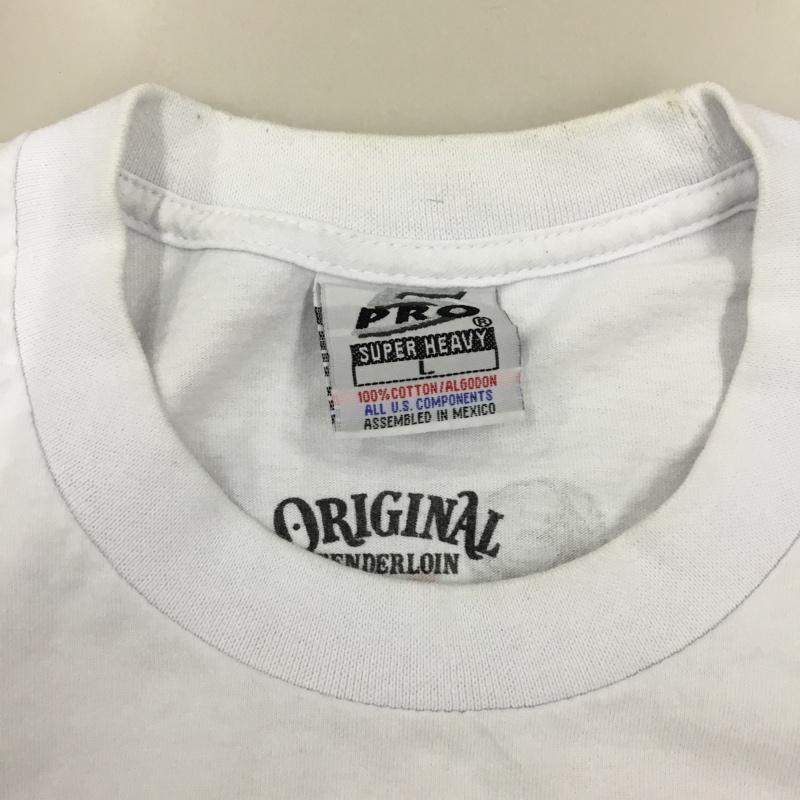 PRO®
SUPER HEAVY
L
100% COTTON/ALGODON
ALL U.S. COMPONENTS
ASSEMBLED IN MEXICO
ORIGINAL
TENDERLOIN